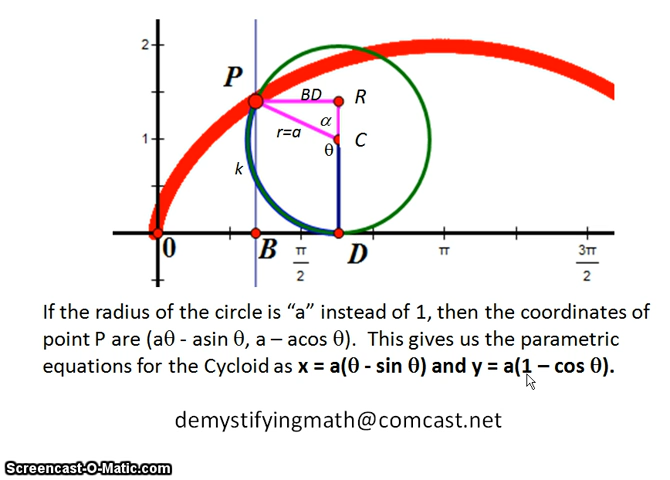 2
P
BD R
α
r=a
1 θ C
k
0 B π/2 D π 3π/2
If the radius of the circle is “a” instead of 1, then the coordinates of
point P are (aθ - asin θ, a – acos θ). This gives us the parametric
equations for the Cycloid as x = a(θ - sin θ) and y = a(1 – cos θ).
demystifyingmath@comcast.net
Screencast-O-Matic.com